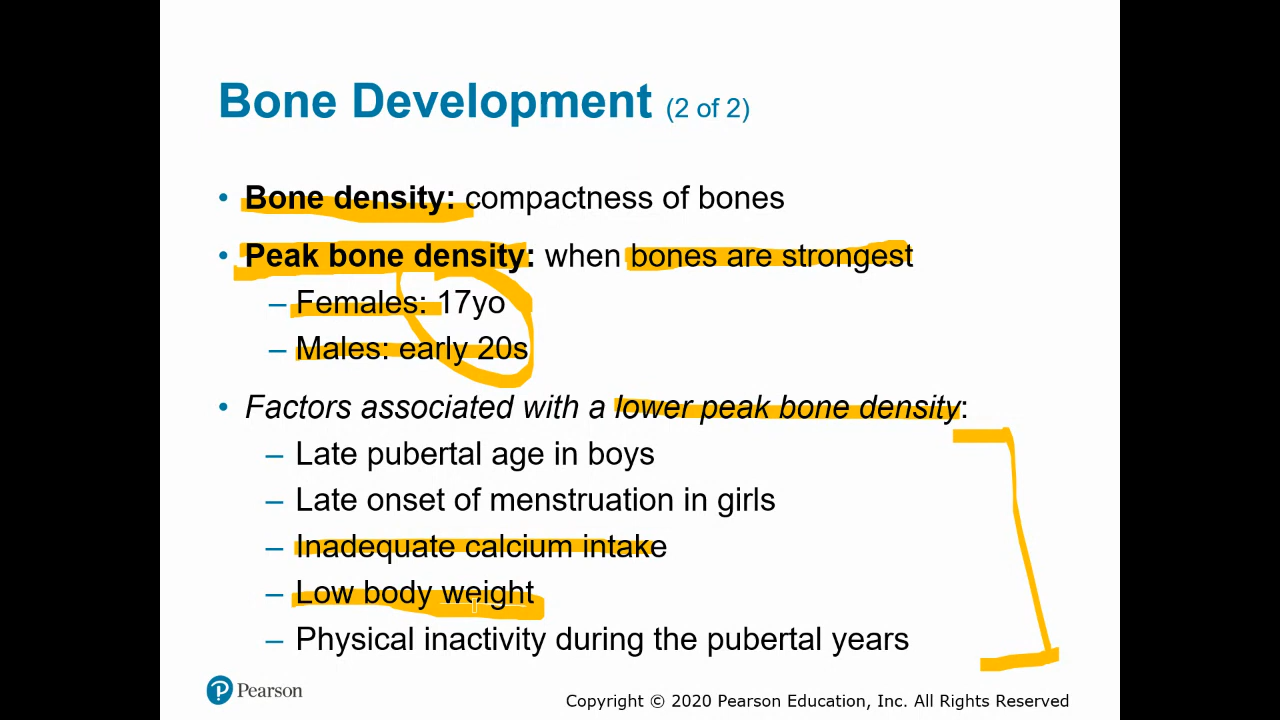 Bone Development (2 of 2)
• Bone density: compactness of bones
• Peak bone density: when bones are strongest
– Females: 17yo
– Males: early 20s
• Factors associated with a lower peak bone density:
– Late pubertal age in boys
– Late onset of menstruation in girls
– Inadequate calcium intake
– Low body weight
– Physical inactivity during the pubertal years
Pearson
Copyright © 2020 Pearson Education, Inc. All Rights Reserved